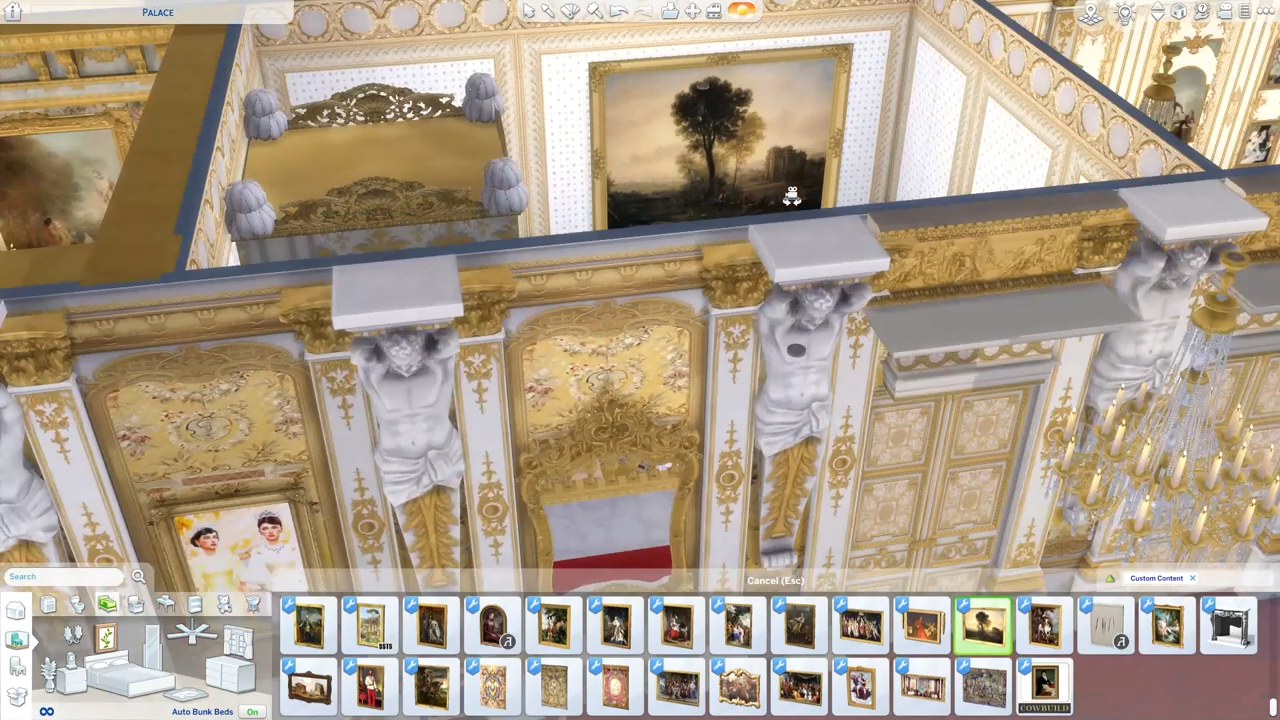 PALACE
Cancel (Esc)
Search
Custom Content
SSTS
COWBUILD
Auto Bunk Beds
On